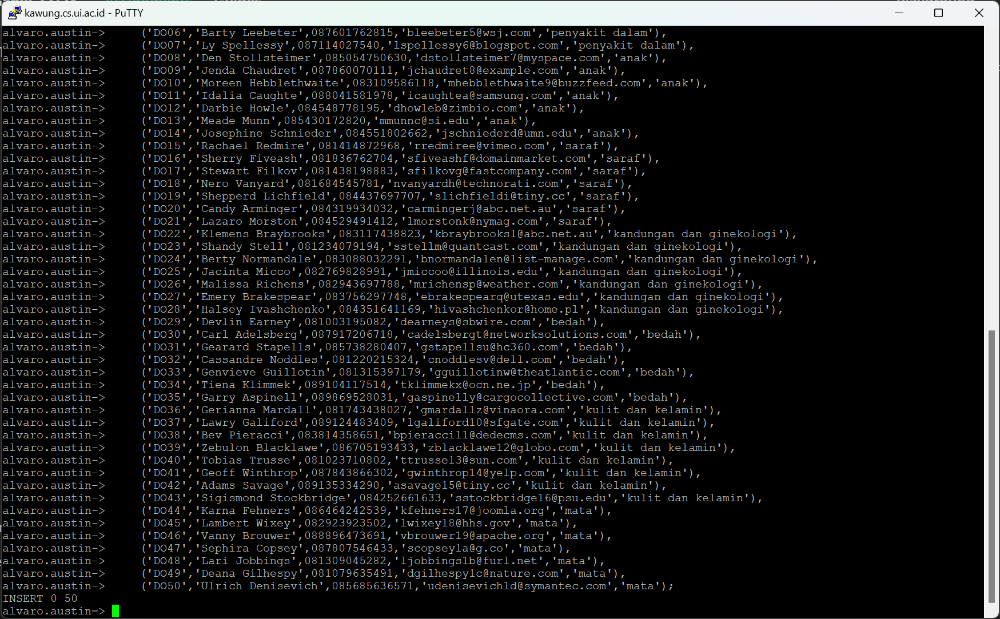 kawung.cs.ui.ac.id - PuTTY
alvaro.austin->     ('DO06','Barty Leebeter',087601762815,'bleebeter5@wsj.com','penyakit dalam'),
alvaro.austin->     ('DO07','Ly Spellessy',087114027540,'lspellessy6@blogspot.com','penyakit dalam'),
alvaro.austin->     ('DO08','Den Stollsteimer',085054750630,'dstollsteimer7@myspace.com','anak'),
alvaro.austin->     ('DO09','Jenda Chaudret',087860070111,'jchaudret8@example.com','anak'),
alvaro.austin->     ('DO10','Moreen Hebblethwaite',083109586118,'mhebblethwaite9@buzzfeed.com','anak'),
alvaro.austin->     ('DO11','Idalia Caughte',088041581978,'icaughtea@samsung.com','anak'),
alvaro.austin->     ('DO12','Darbie Howle',084548778195,'dhowleb@zimbio.com','anak'),
alvaro.austin->     ('DO13','Meade Munn',085430172820,'mmunnc@si.edu','anak'),
alvaro.austin->     ('DO14','Josephine Schnieder',084551802662,'jschniederd@umn.edu','anak'),
alvaro.austin->     ('DO15','Rachael Redmire',081414872968,'rredmiree@vimeo.com','saraf'),
alvaro.austin->     ('DO16','Sherry Fiveash',081836762704,'sfiveashf@domainmarket.com','saraf'),
alvaro.austin->     ('DO17','Stewart Filkov',081438198883,'sfilkovg@fastcompany.com','saraf'),
alvaro.austin->     ('DO18','Nero Vanyard',081684545781,'nvanyardh@technorati.com','saraf'),
alvaro.austin->     ('DO19','Shepperd Lichfield',084437697707,'slichfieldi@tiny.cc','saraf'),
alvaro.austin->     ('DO20','Candy Arminger',084319934032,'carmingerj@abc.net.au','saraf'),
alvaro.austin->     ('DO21','Lazaro Morston',084529491412,'lmorstonk@nymag.com','saraf'),
alvaro.austin->     ('DO22','Klemens Braybrooks',083117438823,'kbraybrooksl@abc.net.au','kandungan dan ginekologi'),
alvaro.austin->     ('DO23','Shandy Stell',081234079194,'sstellm@quantcast.com','kandungan dan ginekologi'),
alvaro.austin->     ('DO24','Berty Normandale',083088032291,'bnormandalen@list-manage.com','kandungan dan ginekologi'),
alvaro.austin->     ('DO25','Jacinta Micco',082769828991,'jmiccoo@illinois.edu','kandungan dan ginekologi'),
alvaro.austin->     ('DO26','Malissa Richens',082943697788,'mrichensp@weather.com','kandungan dan ginekologi'),
alvaro.austin->     ('DO27','Emery Brakespear',083756297748,'ebrakespearq@utexas.edu','kandungan dan ginekologi'),
alvaro.austin->     ('DO28','Halsey Ivashchenko',084351641169,'hivashchenkor@home.pl','kandungan dan ginekologi'),
alvaro.austin->     ('DO29','Devlin Earney',081003195082,'dearneys@sbwire.com','bedah'),
alvaro.austin->     ('DO30','Carl Adelsberg',087917206718,'cadelsbergt@networksolutions.com','bedah'),
alvaro.austin->     ('DO31','Gearard Stapells',085738280407,'gstapellsu@hc360.com','bedah'),
alvaro.austin->     ('DO32','Cassandre Noddles',081220215324,'cnoddlesv@dell.com','bedah'),
alvaro.austin->     ('DO33','Genvieve Guillotin',081315397179,'gguillotinw@theatlantic.com','bedah'),
alvaro.austin->     ('DO34','Tiena Klimmek',089104117514,'tklimmekx@ocn.ne.jp','bedah'),
alvaro.austin->     ('DO35','Garry Aspinell',089869528031,'gaspinelly@cargocollective.com','bedah'),
alvaro.austin->     ('DO36','Gerianna Mardall',081743438027,'gmardallz@vinaora.com','kulit dan kelamin'),
alvaro.austin->     ('DO37','Lawry Galiford',089124483409,'lgaliford10@sfgate.com','kulit dan kelamin'),
alvaro.austin->     ('DO38','Bev Pieracci',083814358651,'bpieracci11@dedecms.com','kulit dan kelamin'),
alvaro.austin->     ('DO39','Zebulon Blacklawe',086705193433,'zblacklawe12@globo.com','kulit dan kelamin'),
alvaro.austin->     ('DO40','Tobias Trusse',081023710802,'ttrusse13@sun.com','kulit dan kelamin'),
alvaro.austin->     ('DO41','Geoff Winthrop',087843866302,'gwinthrop14@yelp.com','kulit dan kelamin'),
alvaro.austin->     ('DO42','Adams Savage',089135334290,'asavage15@tiny.cc','kulit dan kelamin'),
alvaro.austin->     ('DO43','Sigismond Stockbridge',084252661633,'sstockbridge16@psu.edu','kulit dan kelamin'),
alvaro.austin->     ('DO44','Karna Fehners',086464242539,'kfehners17@joomla.org','mata'),
alvaro.austin->     ('DO45','Lambert Wixey',082923923502,'lwixey18@hhs.gov','mata'),
alvaro.austin->     ('DO46','Vanny Brouwer',088896473691,'vbrouwer19@apache.org','mata'),
alvaro.austin->     ('DO47','Sephira Copsey',087807546433,'scopsey1a@g.co','mata'),
alvaro.austin->     ('DO48','Lari Jobbings',081309045282,'ljobbings1b@furl.net','mata'),
alvaro.austin->     ('DO49','Deana Gilhespy',081079635491,'dgilhespy1c@nature.com','mata'),
alvaro.austin->     ('DO50','Ulrich Denisevich',085685636571,'udenisevich1d@symantec.com','mata');
INSERT 0 50
alvaro.austin=>